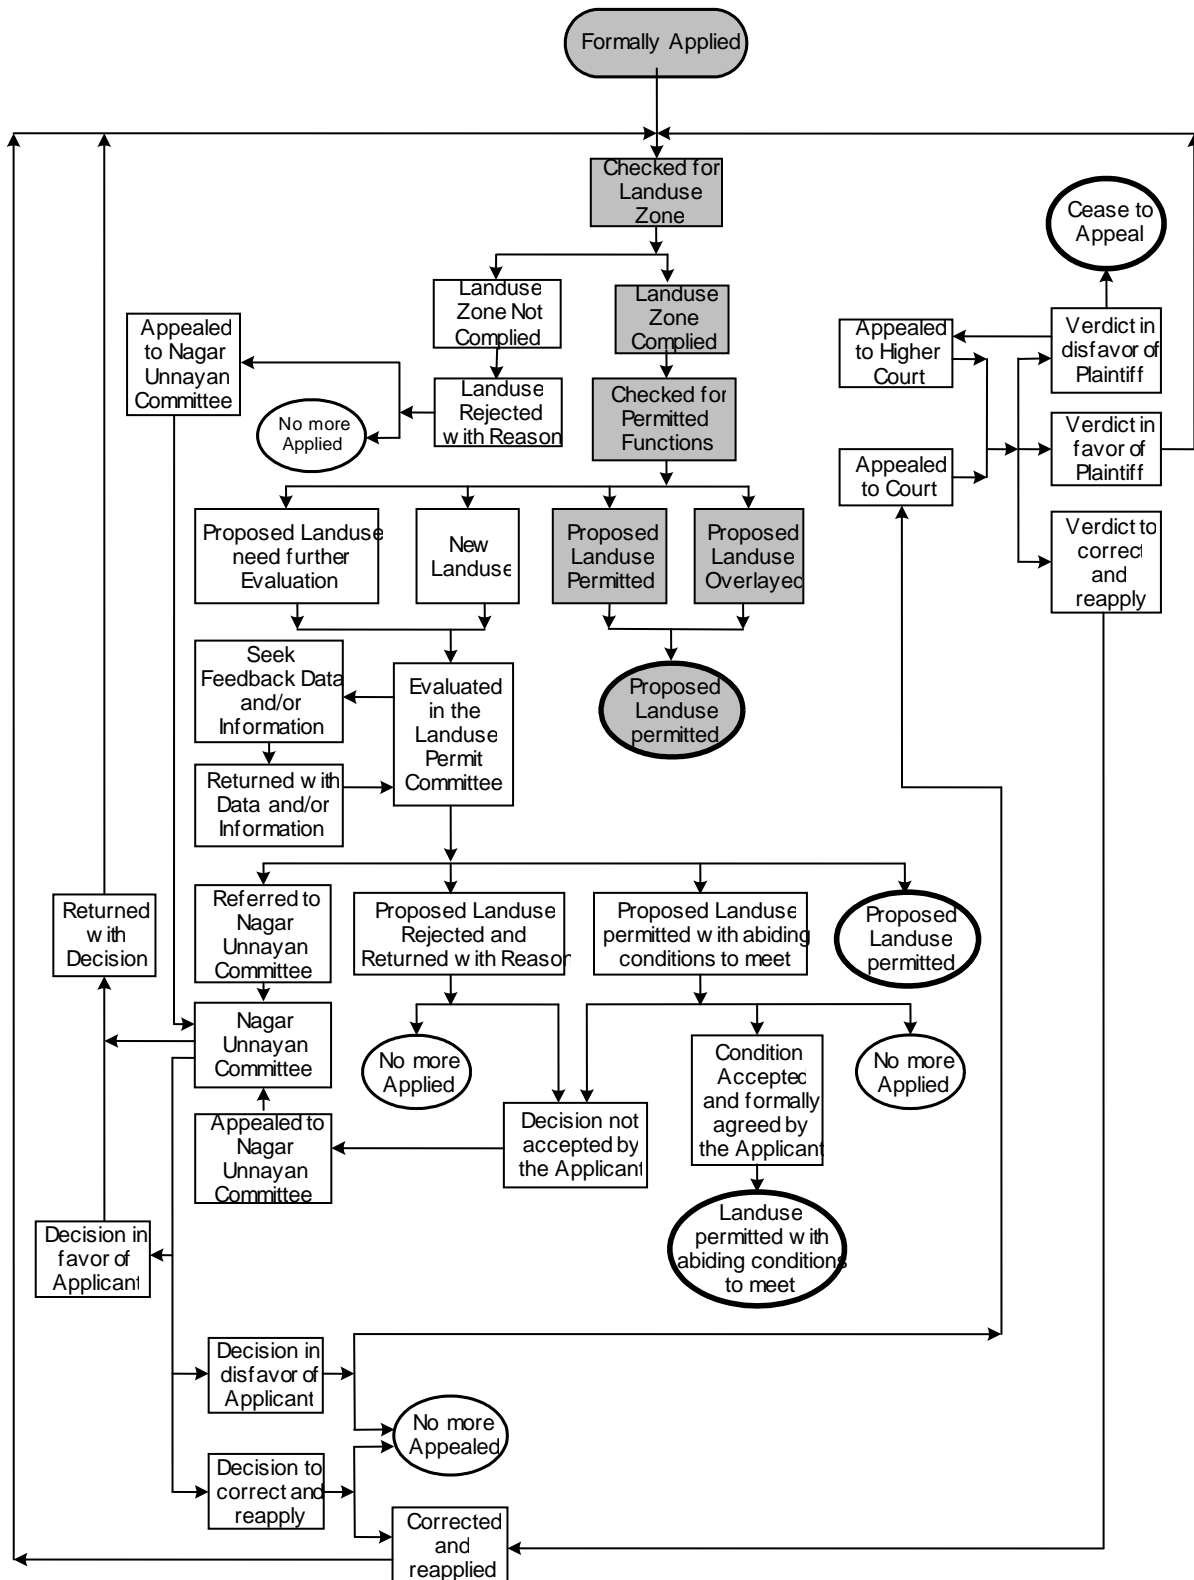 Formally Applied
Checked for
Landuse
Zone
Cease to
Appeal
Landuse
Zone Not
Complied
Landuse
Zone
Complied
Appealed
to Nagar
Unnayan
Committee
Appealed
to Higher
Court
Verdict in
disfavor of
Plaintiff
Landuse
Rejected
with Reason
Checked for
Permitted
Functions
No more
Applied
Verdict in
favor of
Plaintiff
Appealed
to Court
Proposed Landuse
need further
Evaluation
New
Landuse
Proposed
Landuse
Permitted
Proposed
Landuse
Overlayed
Verdict to
correct
and
reapply
Seek
Feedback Data
and/or
Information
Evaluated
in the
Landuse
Permit
Committee
Proposed
Landuse
permitted
Returned with
Data and/or
Information
Returned
with
Decision
Referred to
Nagar
Unnayan
Committee
Proposed Landuse
Rejected and
Returned with Reason
Proposed Landuse
permitted with abiding
conditions to meet
Proposed
Landuse
permitted
Nagar
Unnayan
Committee
No more
Applied
Condition
Accepted
and formally
agreed by
the Applicant
No more
Applied
Appealed to
Nagar
Unnayan
Committee
Decision not
accepted by
the Applicant
Decision in
favor of
Applicant
Landuse
permitted with
abiding conditions
to meet
Decision in
disfavor of
Applicant
No more
Appealed
Decision to
correct and
reapply
Corrected
and
reapplied